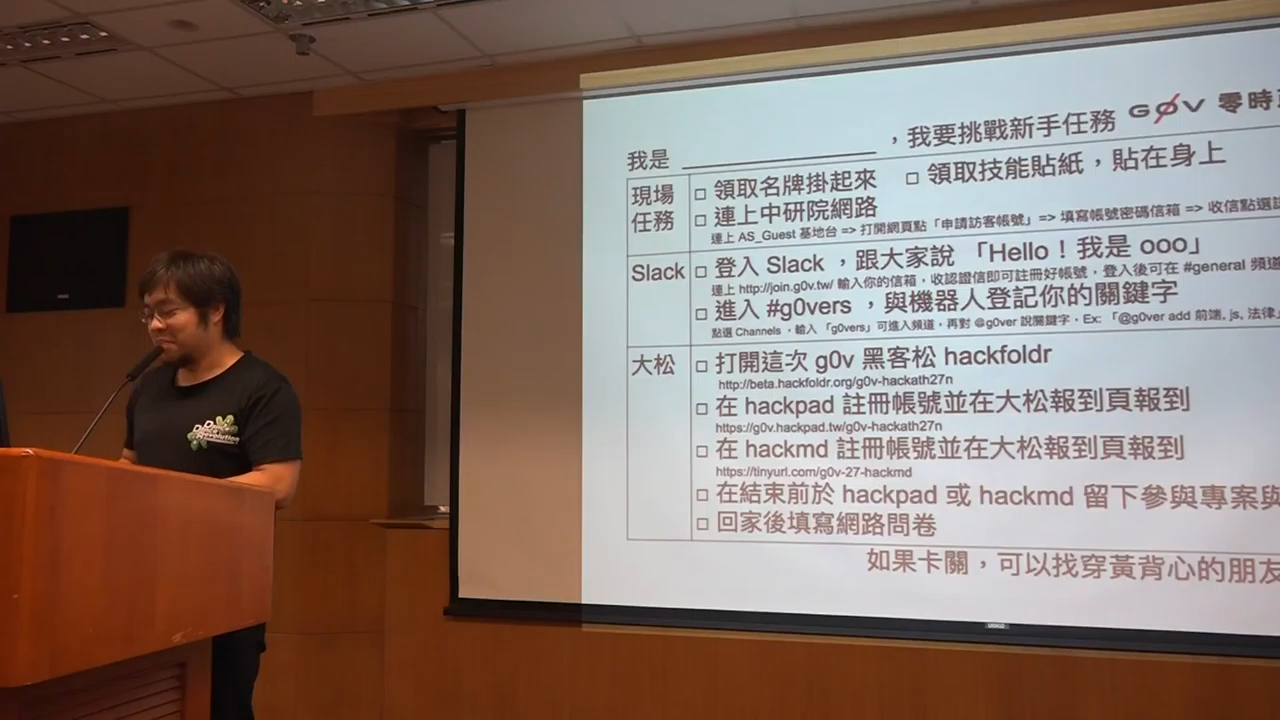 GØV 零時
我是 ＿＿＿＿＿＿＿＿，我要挑戰新手任務
現場任務
□ 領取名牌掛起來 □ 領取技能貼紙，貼在身上
□ 連上中研院網路
連上 AS_Guest 基地台 => 打開網頁點「申請訪客帳號」=> 填寫帳號密碼信箱 => 收信點選
Slack
□ 登入 Slack ，跟大家說 「Hello！我是 ooo」
連上 http://join.g0v.tw/ 輸入你的信箱，收認證信即可註冊好帳號，登入後可在 #general 頻道
□ 進入 #g0vers ，與機器人登記你的關鍵字
點選 Channels ，輸入「g0vers」可進入頻道，再對 @g0ver 說關鍵字，Ex: 「@g0ver add 前端, js, 法律
大松
□ 打開這次 g0v 黑客松 hackfoldr
http://beta.hackfoldr.org/g0v-hackath27n
□ 在 hackpad 註冊帳號並在大松報到頁報到
https://g0v.hackpad.tw/g0v-hackath27n
□ 在 hackmd 註冊帳號並在大松報到頁報到
https://tinyurl.com/g0v-27-hackmd
□ 在結束前於 hackpad 或 hackmd 留下參與專案與
□ 回家後填寫網路問卷
如果卡關，可以找穿黃背心的朋友